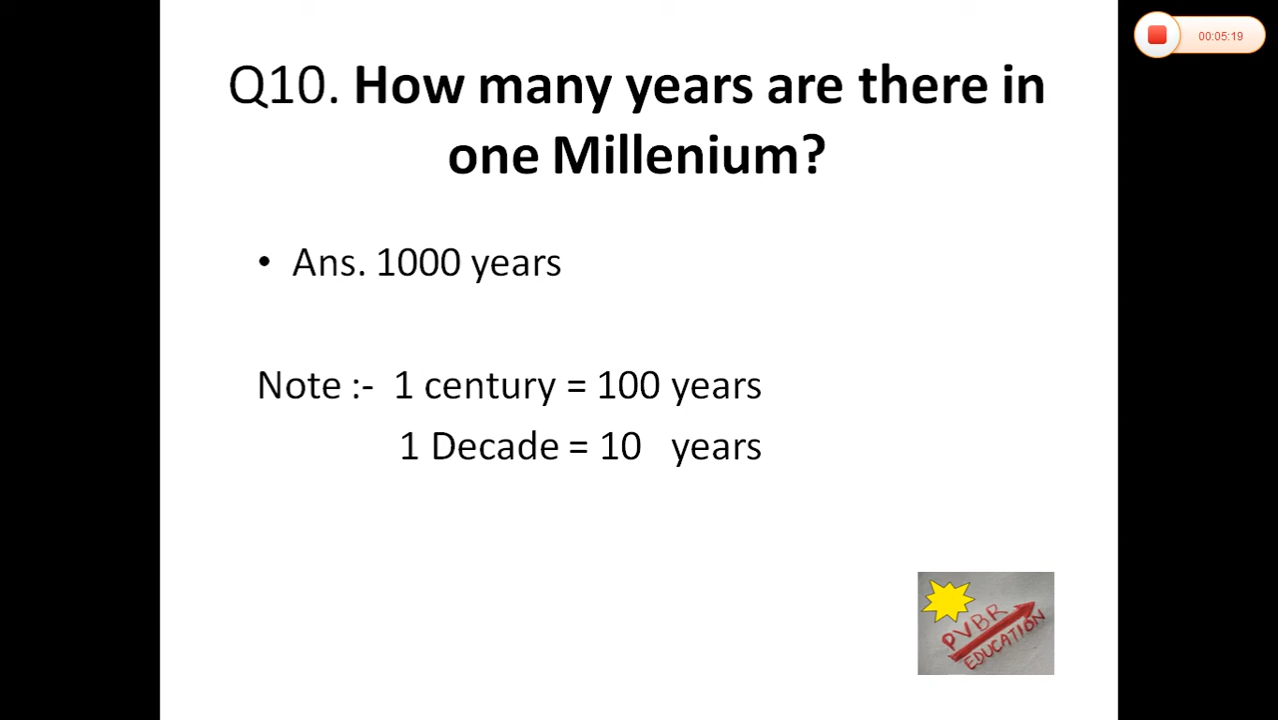 00:05:19
Q10. How many years are there in
one Millenium?
• Ans. 1000 years
Note :- 1 century = 100 years
1 Decade = 10 years
PVBR
EDUCATION